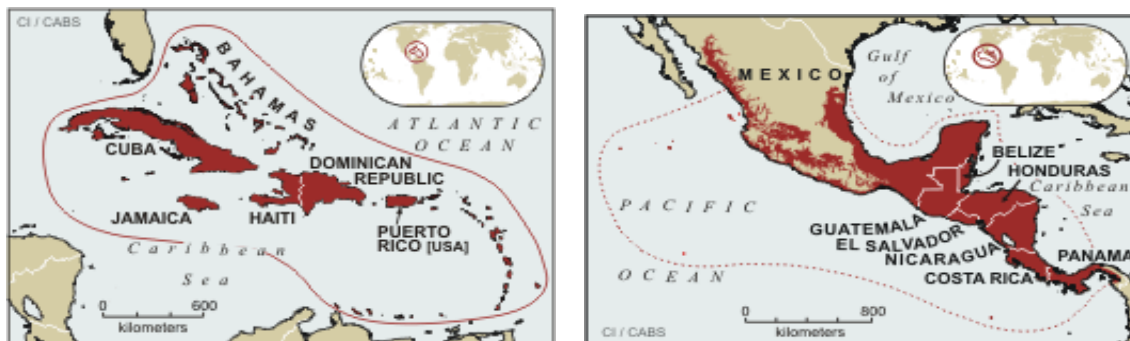 CI / CABS
BAHAMAS
ATLANTIC
OCEAN
CUBA
DOMINICAN
REPUBLIC
JAMAICA
HAITI
PUERTO
RICO [USA]
Caribbean
Sea
0 600
kilometers
MEXICO
Gulf
of
Mexico
BELIZE
HONDURAS
Caribbean
Sea
PACIFIC
OCEAN
GUATEMALA
EL SALVADOR
NICARAGUA
COSTA RICA
PANAMA
0 800
kilometers
CI / CABS